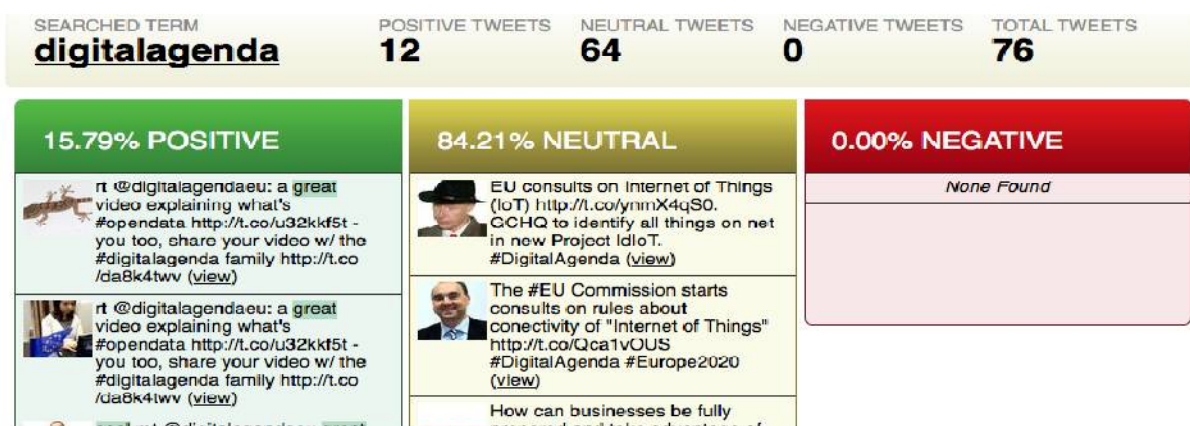 SEARCHED TERM
digitalagenda
POSITIVE TWEETS
12
NEUTRAL TWEETS
64
NEGATIVE TWEETS
0
TOTAL TWEETS
76
15.79% POSITIVE
rt @digitalagendaeu: a great
video explaining what's
#opendata http://t.co/u32kkf5t -
you too, share your video w/ the
#digitalagenda family http://t.co
/da8k4twv (view)
rt @digitalagendaeu: a great
video explaining what's
#opendata http://t.co/u32kkf5t -
you too, share your video w/ the
#digitalagenda family http://t.co
/da8k4twv (view)
84.21% NEUTRAL
EU consults on Internet of Things
(IoT) http://t.co/ynmX4qS0.
GCHQ to identify all things on net
in new Project IdIoT.
#DigitalAgenda (view)
The #EU Commission starts
consults on rules about
conectivity of "Internet of Things"
http://t.co/Qca1vOUS
#DigitalAgenda #Europe2020
(view)
How can businesses be fully
0.00% NEGATIVE
None Found